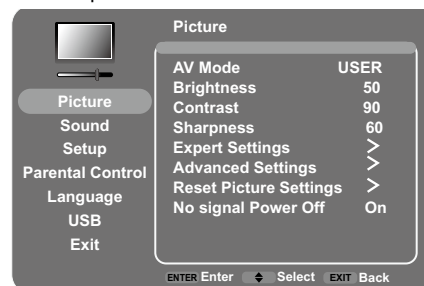 Picture
Sound
Setup
Parental Control
Language
USB
Exit
Picture
AV Mode USER
Brightness 50
Contrast 90
Sharpness 60
Expert Settings >
Advanced Settings >
Reset Picture Settings >
No signal Power Off On
ENTER Enter Select EXIT Back